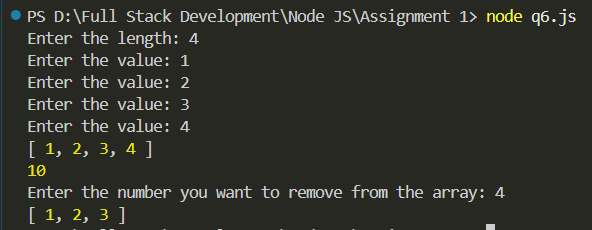 PS D:\Full Stack Development\Node JS\Assignment 1> node q6.js
Enter the length: 4
Enter the value: 1
Enter the value: 2
Enter the value: 3
Enter the value: 4
[ 1, 2, 3, 4 ]
10
Enter the number you want to remove from the array: 4
[ 1, 2, 3 ]